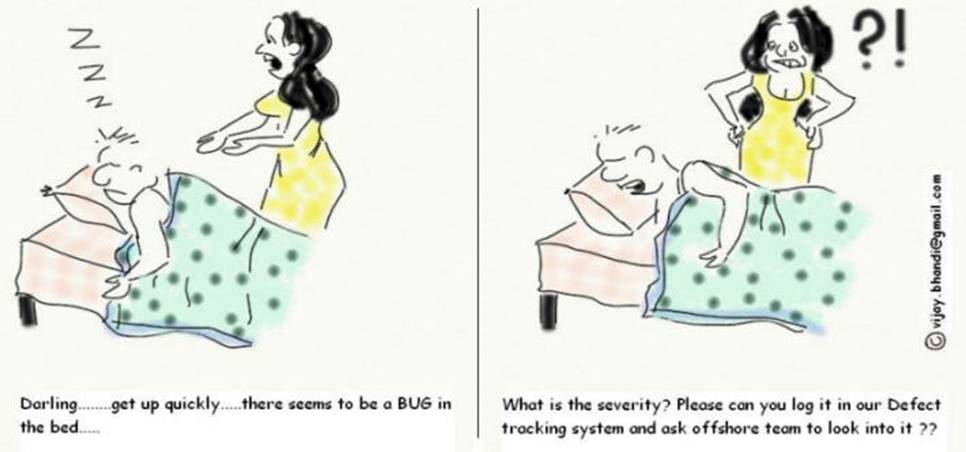 Z
Z
Z
?!
Darling........get up quickly.....there seems to be a BUG in
the bed.....
What is the severity? Please can you log it in our Defect
tracking system and ask offshore team to look into it ??
© vijay.bhandi@gmail.com